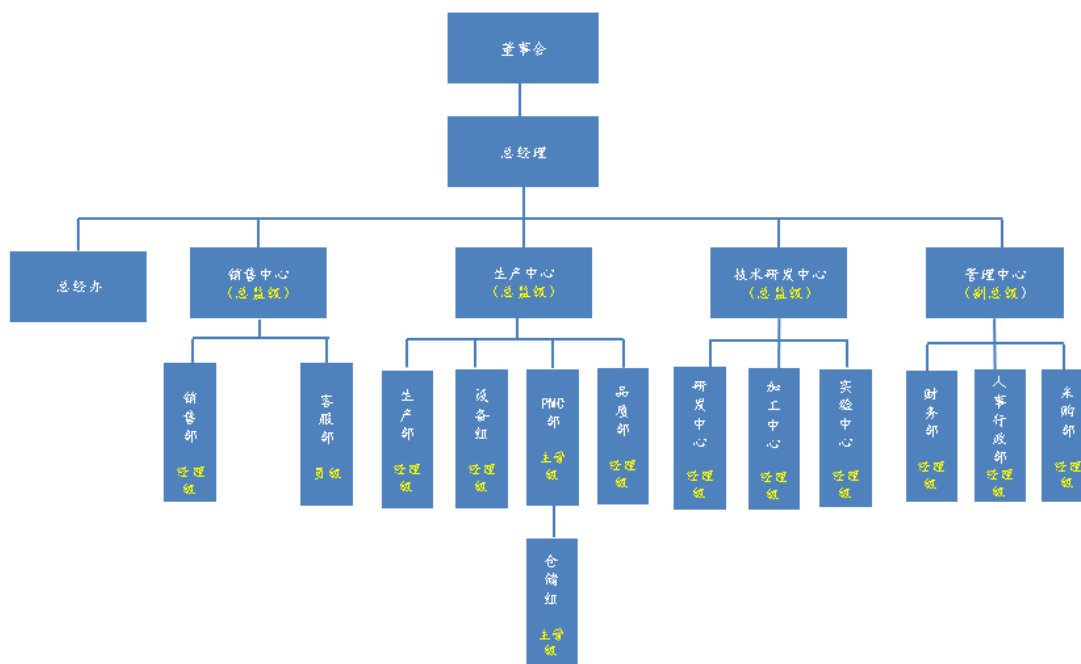 董事会
总经理
总经办
销售中心
（总监级）
生产中心
（总监级）
技术研发中心
（总监级）
管理中心
（副总级）
销售部
经理级
客服部
员级
生产部
经理级
设备组
经理级
PMC部
主管级
品质部
经理级
研发中心
经理级
加工中心
经理级
实验中心
经理级
财务部
经理级
人事行政部
经理级
采购部
经理级
仓储组
主管级